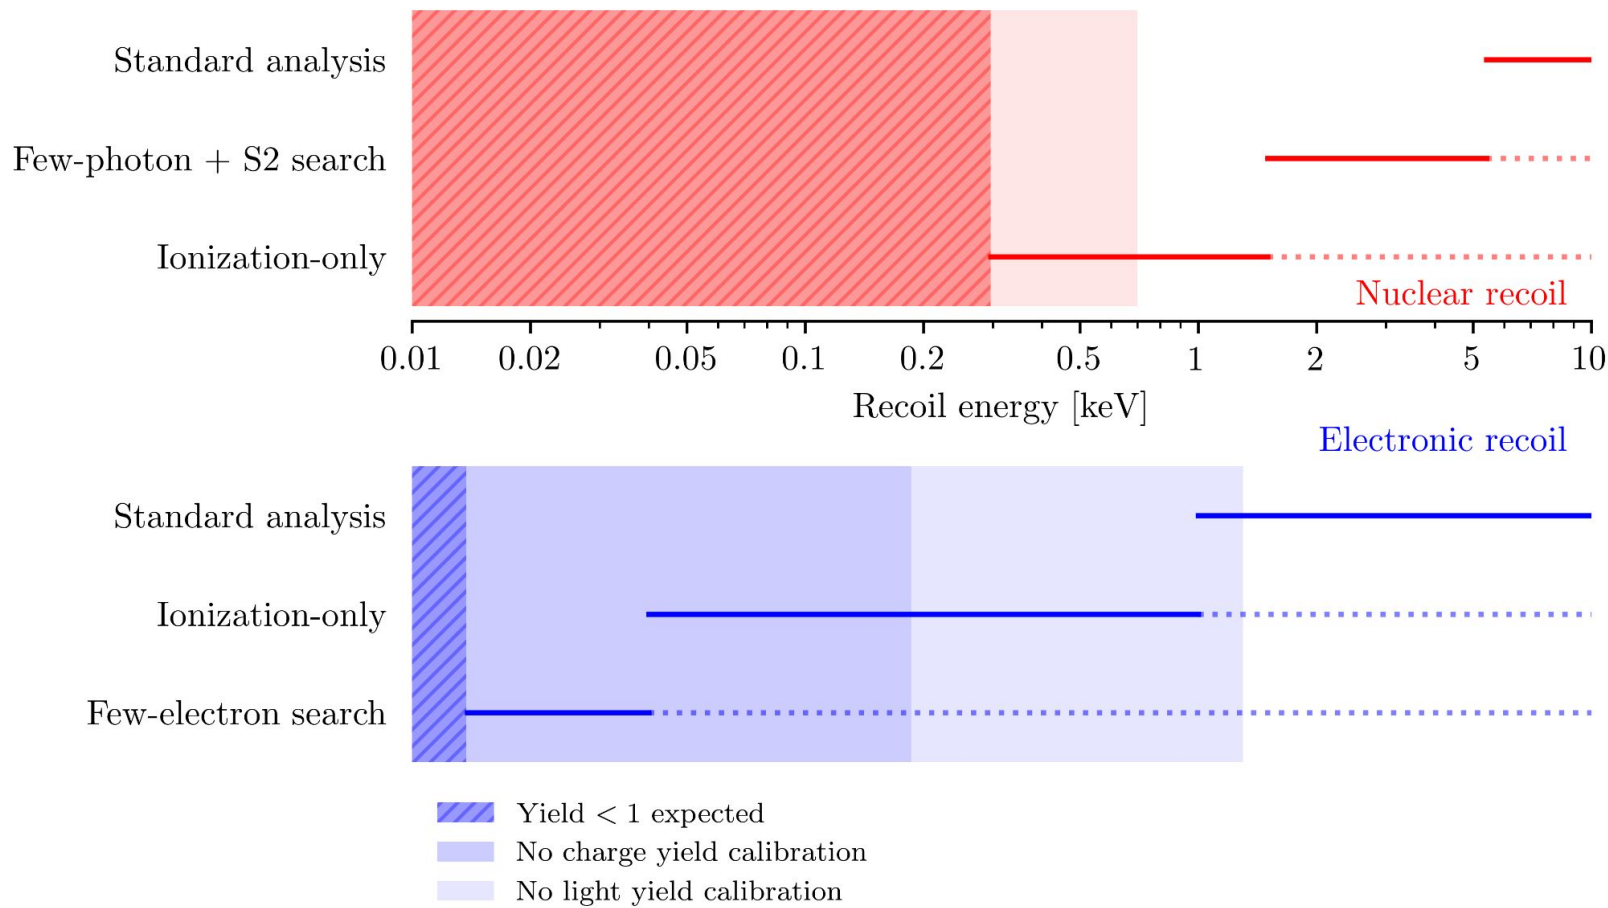 Standard analysis
Few-photon + S2 search
Ionization-only
Nuclear recoil
0.01 0.02 0.05 0.1 0.2 0.5 1 2 5 10
Recoil energy [keV]
Electronic recoil
Standard analysis
Ionization-only
Few-electron search
Yield < 1 expected
No charge yield calibration
No light yield calibration